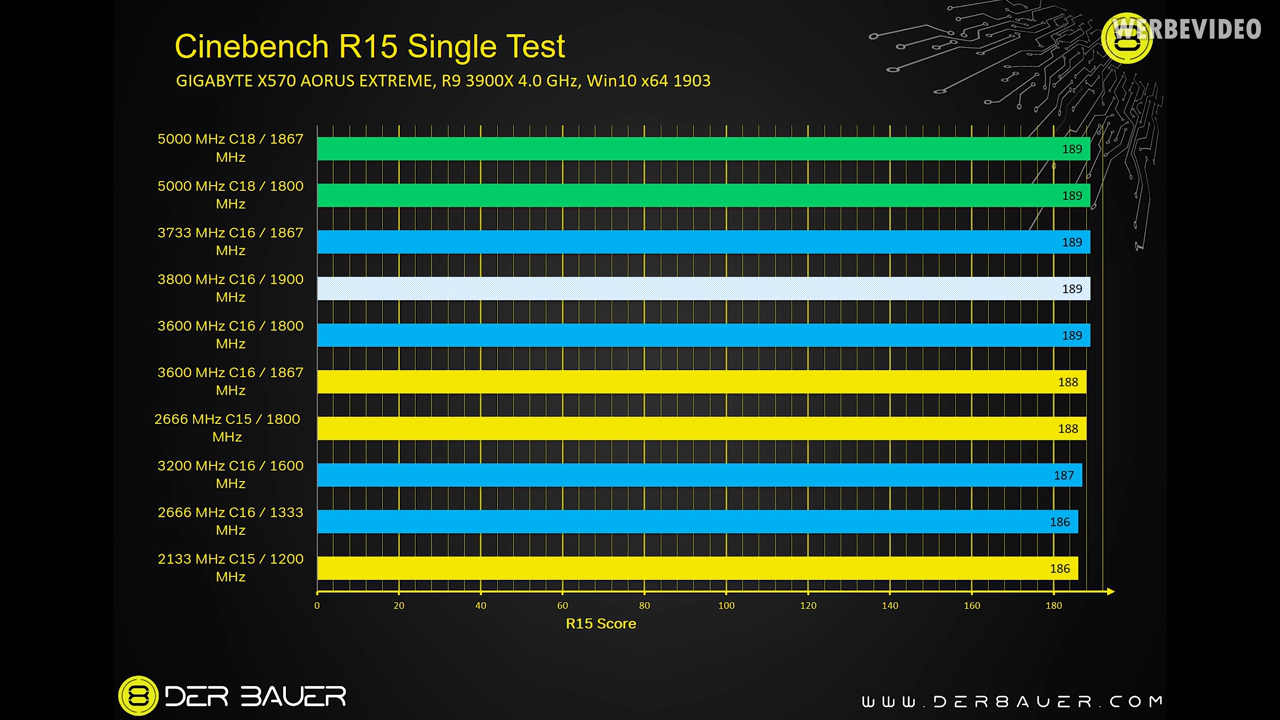 WERBEVIDEO
Cinebench R15 Single Test
GIGABYTE X570 AORUS EXTREME, R9 3900X 4.0 GHz, Win10 x64 1903
5000 MHz C18 / 1867
MHz
189
5000 MHz C18 / 1800
MHz
189
3733 MHz C16 / 1867
MHz
189
3800 MHz C16 / 1900
MHz
189
3600 MHz C16 / 1800
MHz
189
3600 MHz C16 / 1867
MHz
188
2666 MHz C15 / 1800
MHz
188
3200 MHz C16 / 1600
MHz
187
2666 MHz C16 / 1333
MHz
186
2133 MHz C15 / 1200
MHz
186
0 20 40 60 80 100 120 140 160 180
R15 Score
8 DER BAUER
WWW.DER8AUER.COM